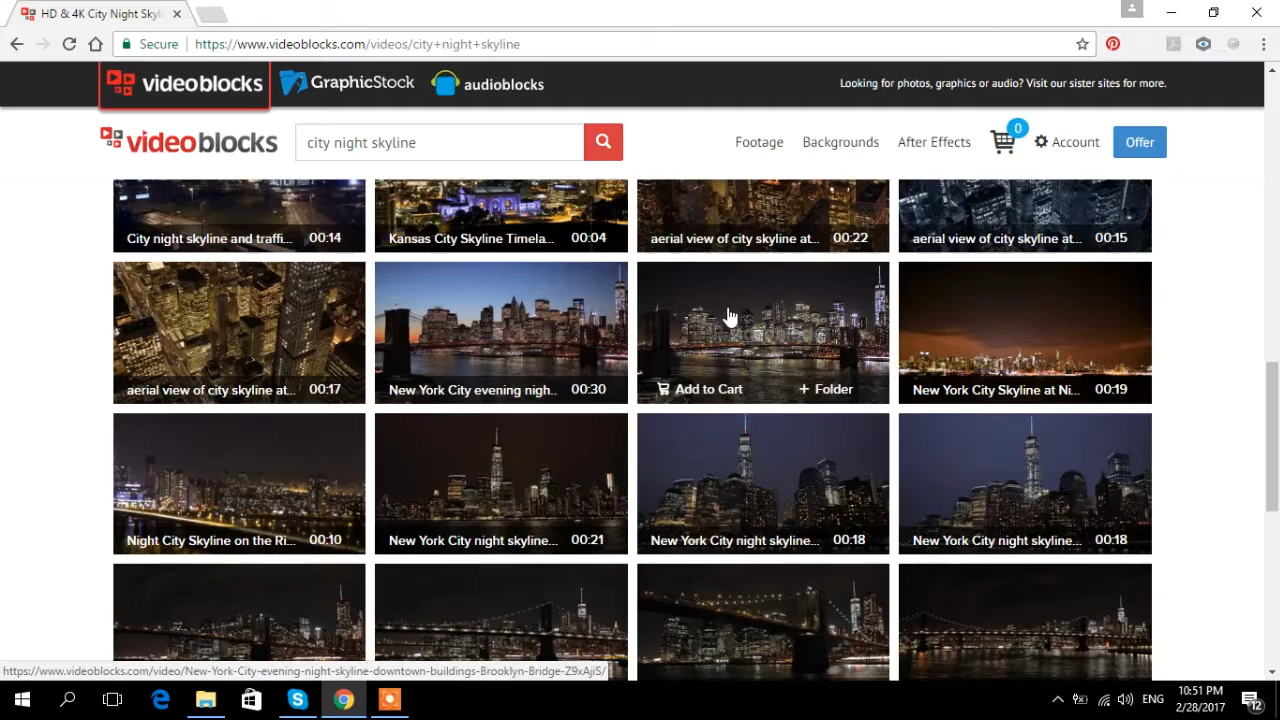 HD & 4K City Night Skyli
Secure https://www.videoblocks.com/videos/city+night+skyline
videoblocks GraphicStock audioblocks Looking for photos, graphics or audio? Visit our sister sites for more.
videoblocks city night skyline Footage Backgrounds After Effects 0 Account Offer
City night skyline and traffi... 00:14 Kansas City Skyline Timela... 00:04 aerial view of city skyline at... 00:22 aerial view of city skyline at... 00:15
aerial view of city skyline at... 00:17 New York City evening nigh.. 00:30 Add to Cart + Folder New York City Skyline at Ni... 00:19
Night City Skyline on the Ri... 00:10 New York City night skyline... 00:21 New York City night skyline... 00:18 New York City night skyline... 00:18
https://www.videoblocks.com/video/New-York-City-evening-night-skyline-downtown-buildings-Brooklyn-Bridge-Z9xAjiS/
ENG 10:51 PM
2/28/2017 12